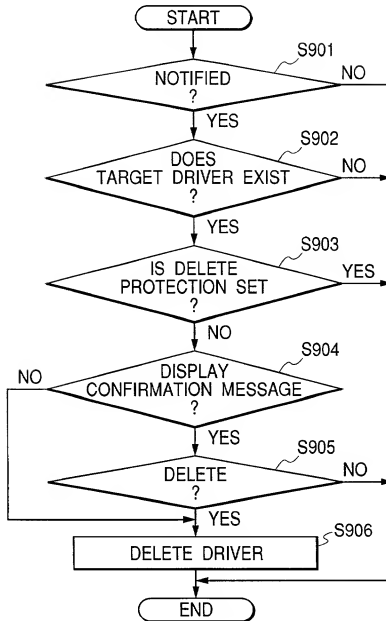 START
S901
NOTIFIED
?
NO
YES
S902
DOES
TARGET DRIVER EXIST
?
NO
YES
S903
IS DELETE
PROTECTION SET
?
YES
NO
S904
DISPLAY
CONFIRMATION MESSAGE
?
NO
YES
S905
DELETE
?
NO
YES
S906
DELETE DRIVER
END